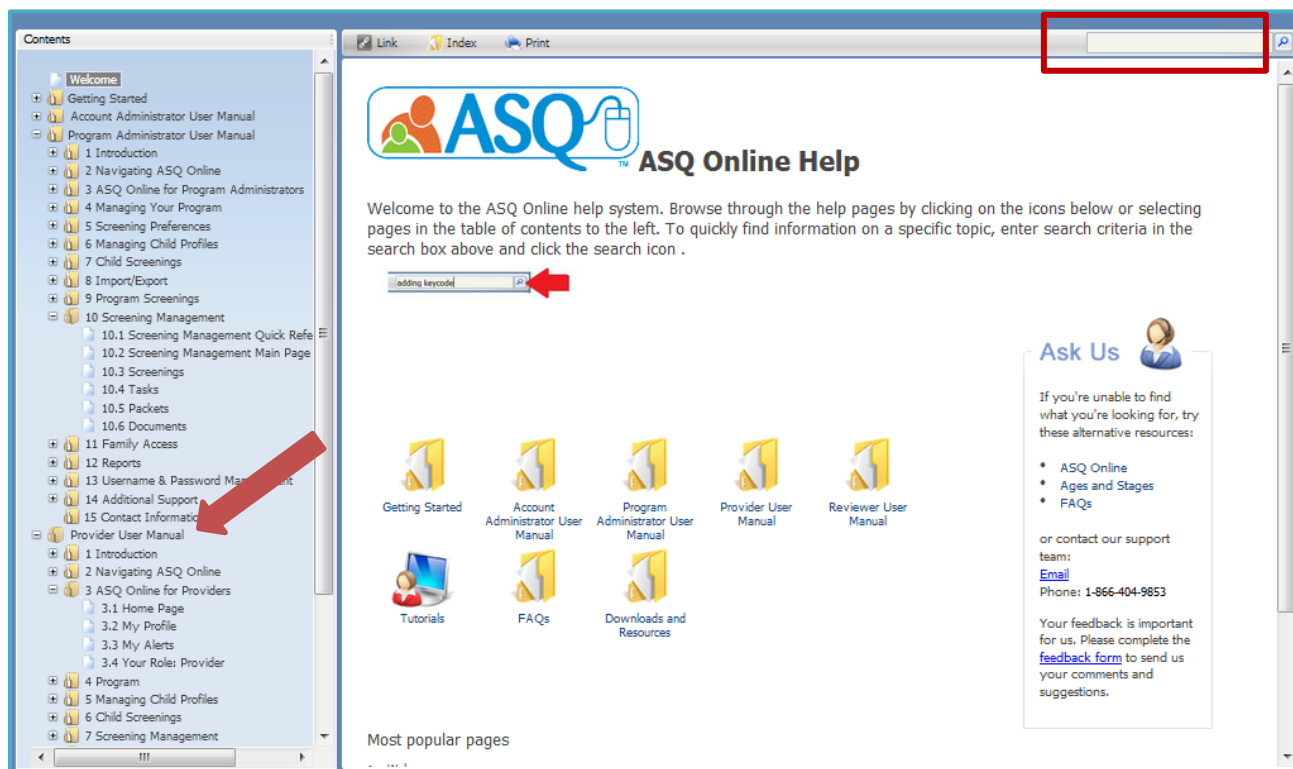 Contents
Welcome
Getting Started
Account Administrator User Manual
Program Administrator User Manual
1 Introduction
2 Navigating ASQ Online
3 ASQ Online for Program Administrators
4 Managing Your Program
5 Screening Preferences
6 Managing Child Profiles
7 Child Screenings
8 Import/Export
9 Program Screenings
10 Screening Management
10.1 Screening Management Quick Refe
10.2 Screening Management Main Page
10.3 Screenings
10.4 Tasks
10.5 Packets
10.6 Documents
11 Family Access
12 Reports
13 Username & Password
14 Additional Support
15 Contact Informatio
Provider User Manual
1 Introduction
2 Navigating ASQ Online
3 ASQ Online for Providers
3.1 Home Page
3.2 My Profile
3.3 My Alerts
3.4 Your Role: Provider
4 Program
5 Managing Child Profiles
6 Child Screenings
7 Screening Management
Link Index Print
ASQ TM
ASQ Online Help
Welcome to the ASQ Online help system. Browse through the help pages by clicking on the icons below or selecting
pages in the table of contents to the left. To quickly find information on a specific topic, enter search criteria in the
search box above and click the search icon .
adding keycode
Getting Started
Account
Administrator User
Manual
Program
Administrator User
Manual
Provider User
Manual
Reviewer User
Manual
Tutorials
FAQs
Downloads and
Resources
Ask Us
If you're unable to find
what you're looking for, try
these alternative resources:
• ASQ Online
• Ages and Stages
• FAQs
or contact our support
team:
Email
Phone: 1-866-404-9853
Your feedback is important
for us. Please complete the
feedback form to send us
your comments and
suggestions.
Most popular pages